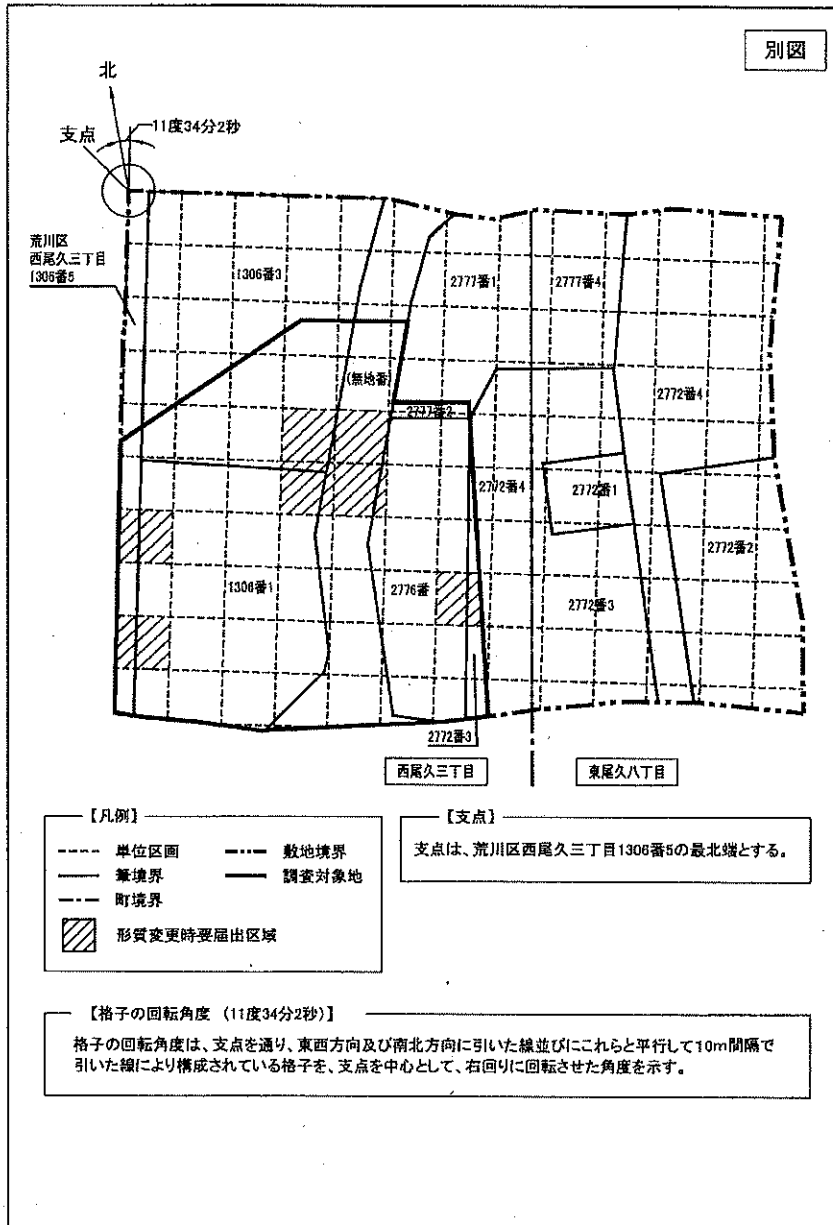 別図
北
11度34分2秒
支点
荒川区
西尾久三丁目
1306番5
1306番3
2777番1
2777番4
(無地番)
2772番4
2777番2
2772番4
2772番1
2772番2
1306番1
2776番
2772番3
2772番3
西尾久三丁目
東尾久八丁目
【凡例】
単位区画
敷地境界
筆境界
調査対象地
町境界
形質変更時要届出区域
【支点】
支点は、荒川区西尾久三丁目1306番5の最北端とする。
【格子の回転角度 (11度34分2秒)】
格子の回転角度は、支点を通り、東西方向及び南北方向に引いた線並びにこれらと平行して10m間隔で
引いた線により構成されている格子を、支点を中心として、右回りに回転させた角度を示す。